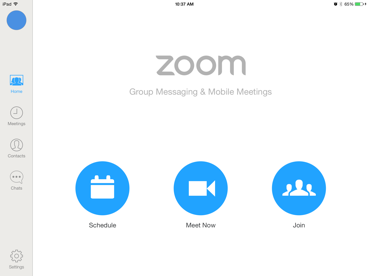 iPad 10:37 AM 65%
zoom
Group Messaging & Mobile Meetings
Home
Meetings
Contacts
Chats
Settings
Schedule Meet Now Join